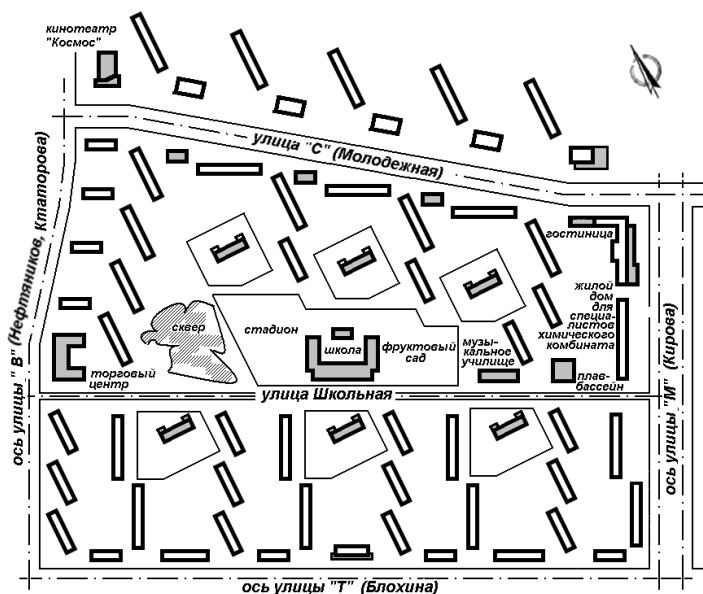 кинотеатр
"Космос"
улица "С" (Молодежная)
ось улицы " В" (Нефтяников, Ктаторова)
гостиница
жилой
дом
для
специа-
листов
химического
комбината
сквер
стадион
школа
фруктовый
сад
музы-
кальное
училище
плав-
бассейн
торговый
центр
улица Школьная
ось улицы "М" (Кирова)
ось улицы "Т" (Блохина)